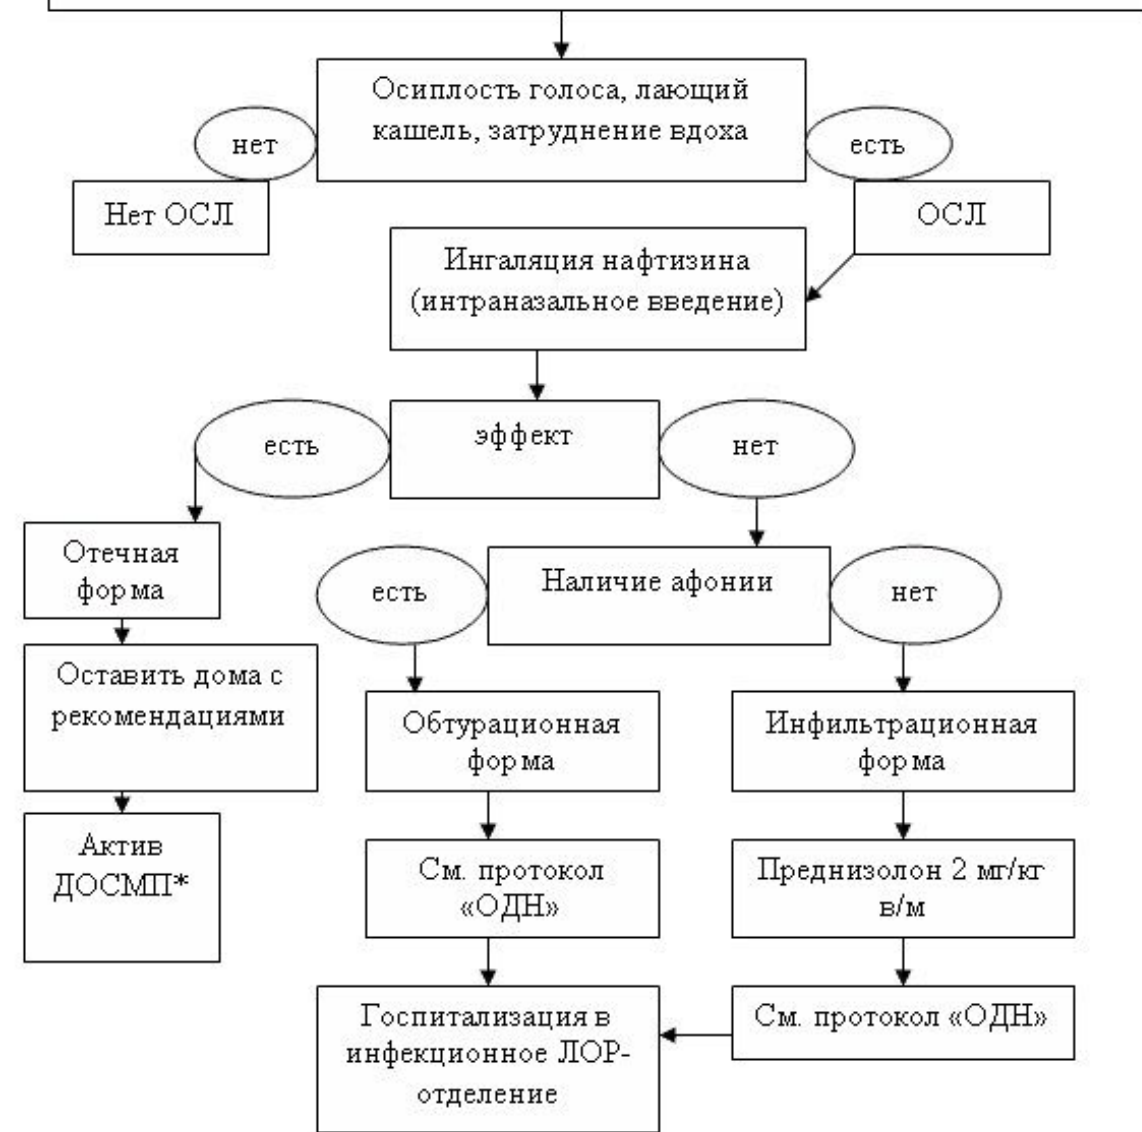 Осиплость голоса, лающий
кашель, затруднение вдоха
нет
есть
Нет ОСЛ
ОСЛ
Ингаляция нафтизина
(интраназальное введение)
есть
эффект
нет
Отечная
форма
есть
Наличие афонии
нет
Оставить дома с
рекомендациями
Обтурационная
форма
Инфильтрационная
форма
Актив
ДОСМП*
См. протокол
«ОДН»
Преднизолон 2 мг/кг
в/м
Госпитализация в
инфекционное ЛОР-
отделение
См. протокол «ОДН»